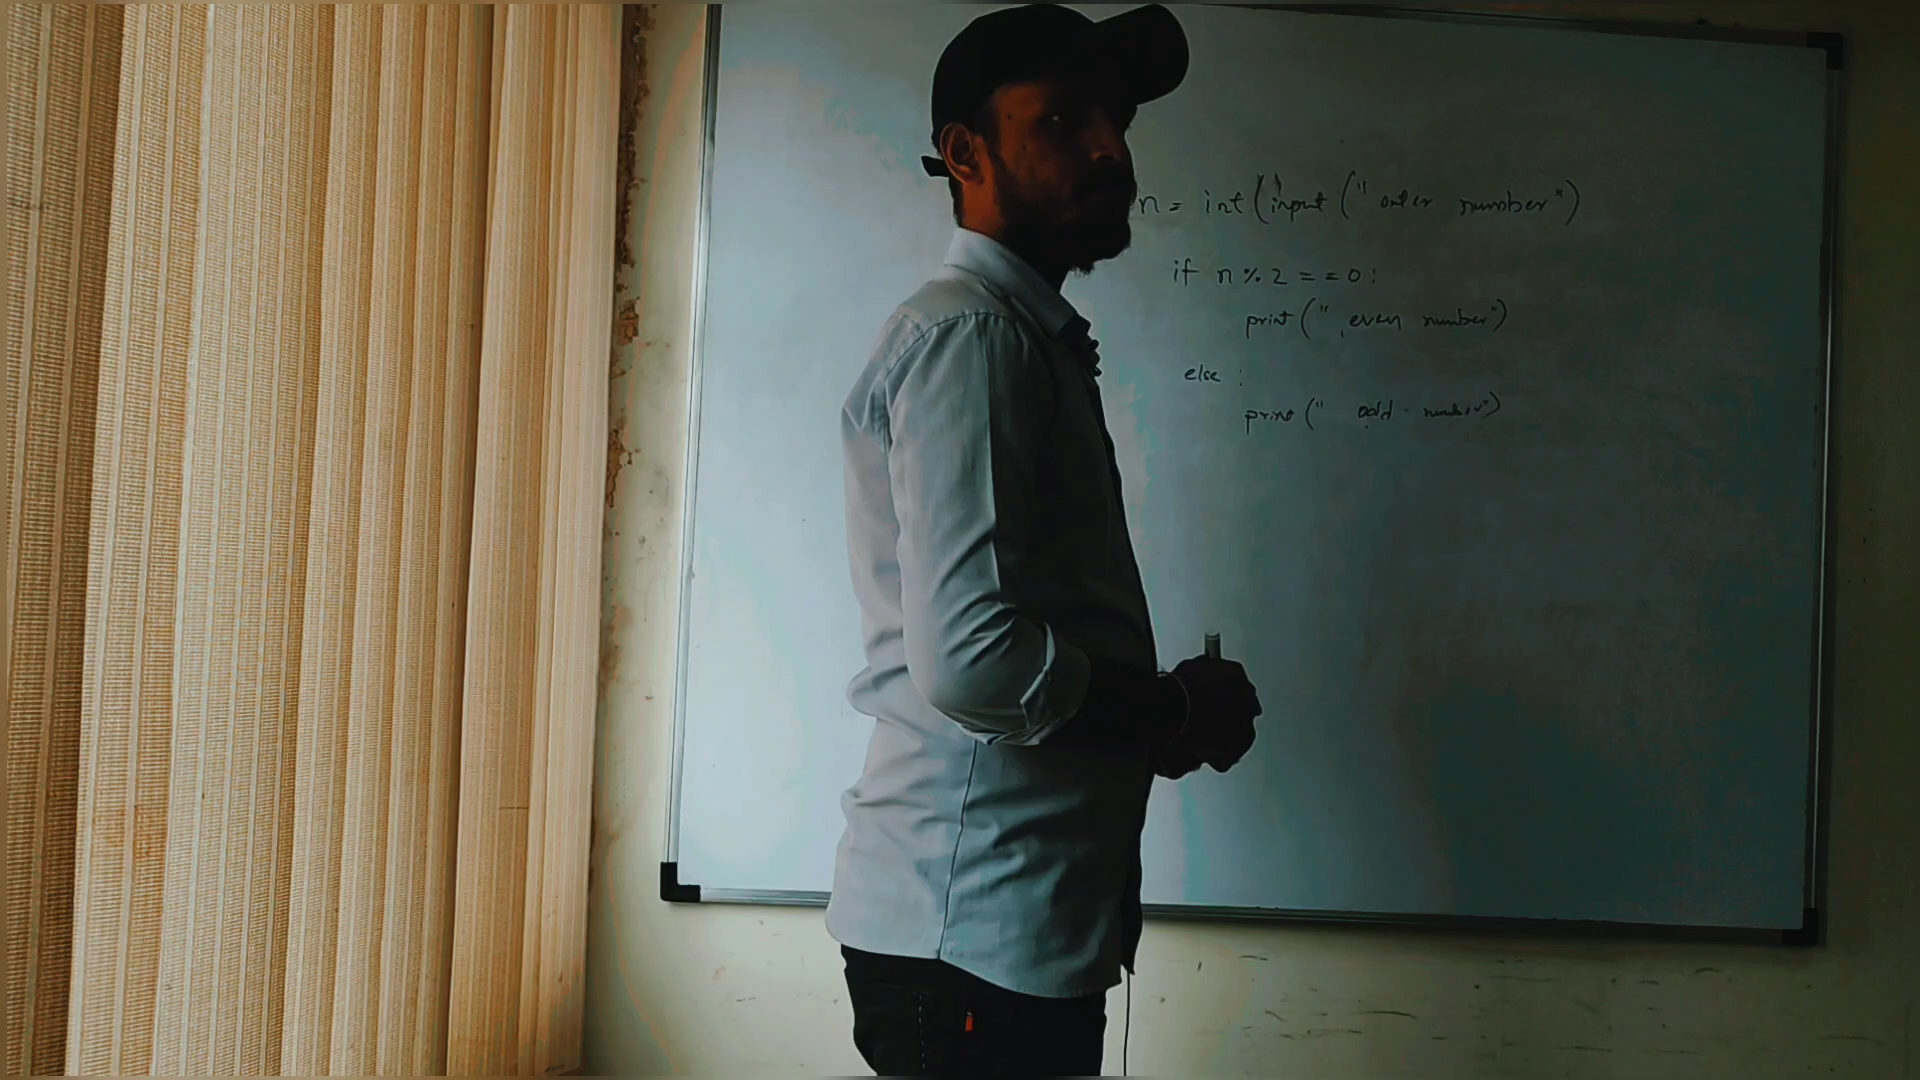 n = int(input("enter number")
if n % 2 == 0:
print("even number")
else :
print("odd number")